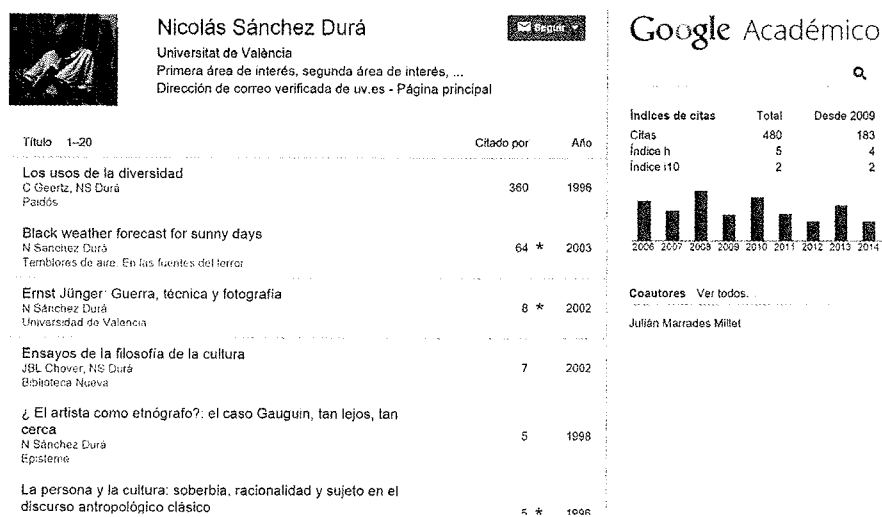 Nicolás Sánchez Durá
Seguir
Universitat de València
Primera área de interés, segunda área de interés, ...
Dirección de correo verificada de uv.es - Página principal
Google Académico
Título 1–20 Citado por Año
Los usos de la diversidad
C Geertz, NS Durá 360 1996
Paidós
Black weather forecast for sunny days
N Sanchez Durá 64 * 2003
Temblores de aire. En las fuentes del terror
Ernst Jünger: Guerra, técnica y fotografía
N Sánchez Durá 8 * 2002
Universidad de Valencia
Ensayos de la filosofía de la cultura
JBL Chover, NS Durá 7 2002
Biblioteca Nueva
¿ El artista como etnógrafo?: el caso Gauguin, tan lejos, tan
cerca
N Sánchez Durá 5 1998
Episteme
La persona y la cultura: soberbia, racionalidad y sujeto en el
discurso antropológico clásico
5 * 1996
Índices de citas Total Desde 2009
Citas 480 183
Índice h 5 4
Índice i10 2 2
2006 2007 2008 2009 2010 2011 2012 2013 2014
Coautores Ver todos.
Julián Marrades Millet